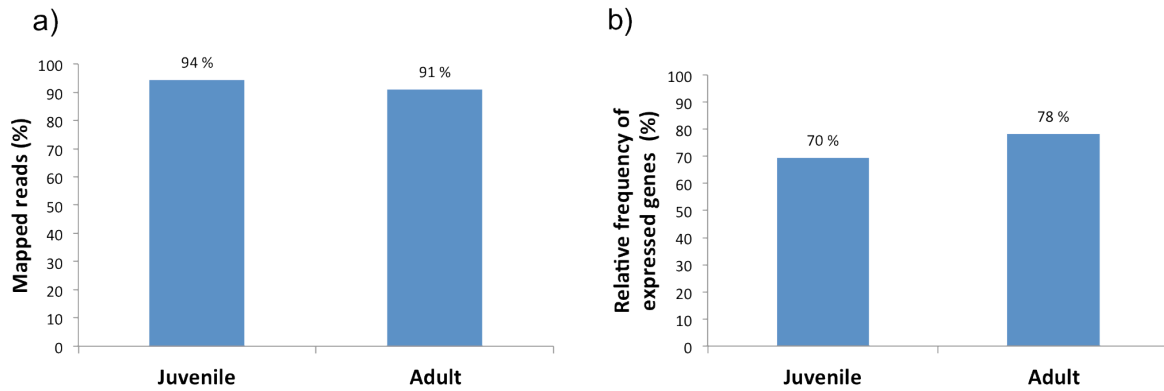 a)
94 %
91 %
100
90
80
70
60
50
40
30
20
10
0
Mapped reads (%)
Juvenile
Adult
b)
70 %
78 %
100
90
80
70
60
50
40
30
20
10
0
Relative frequency of
expressed genes (%)
Juvenile
Adult